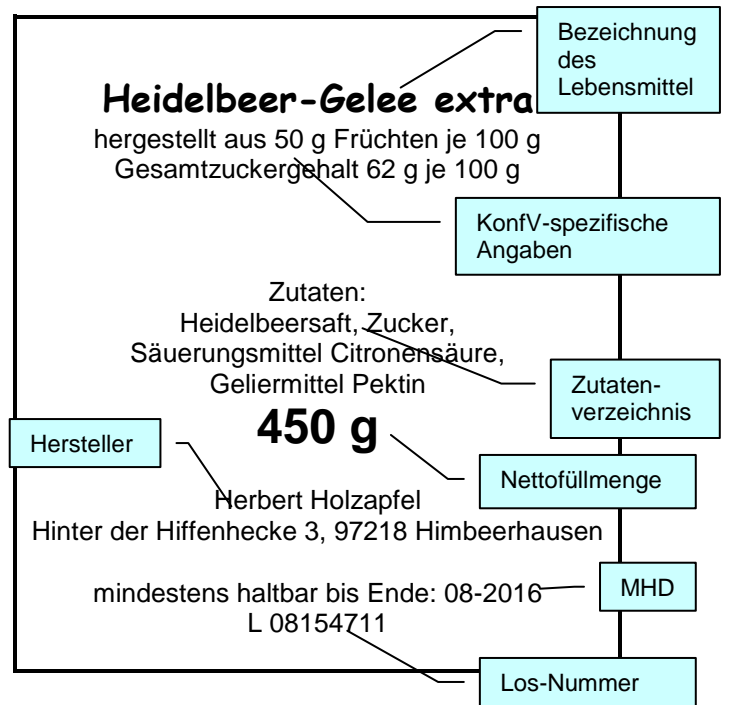 Bezeichnung
des
Lebensmittel
Heidelbeer-Gelee extra
hergestellt aus 50 g Früchten je 100 g
Gesamtzuckergehalt 62 g je 100 g
KonfV-spezifische
Angaben
Zutaten:
Heidelbeersaft, Zucker,
Säuerungsmittel Citronensäure,
Geliermittel Pektin
Zutaten-
verzeichnis
450 g
Hersteller
Nettofüllmenge
Herbert Holzapfel
Hinter der Hiffenhecke 3, 97218 Himbeerhausen
mindestens haltbar bis Ende: 08-2016
MHD
L 08154711
Los-Nummer